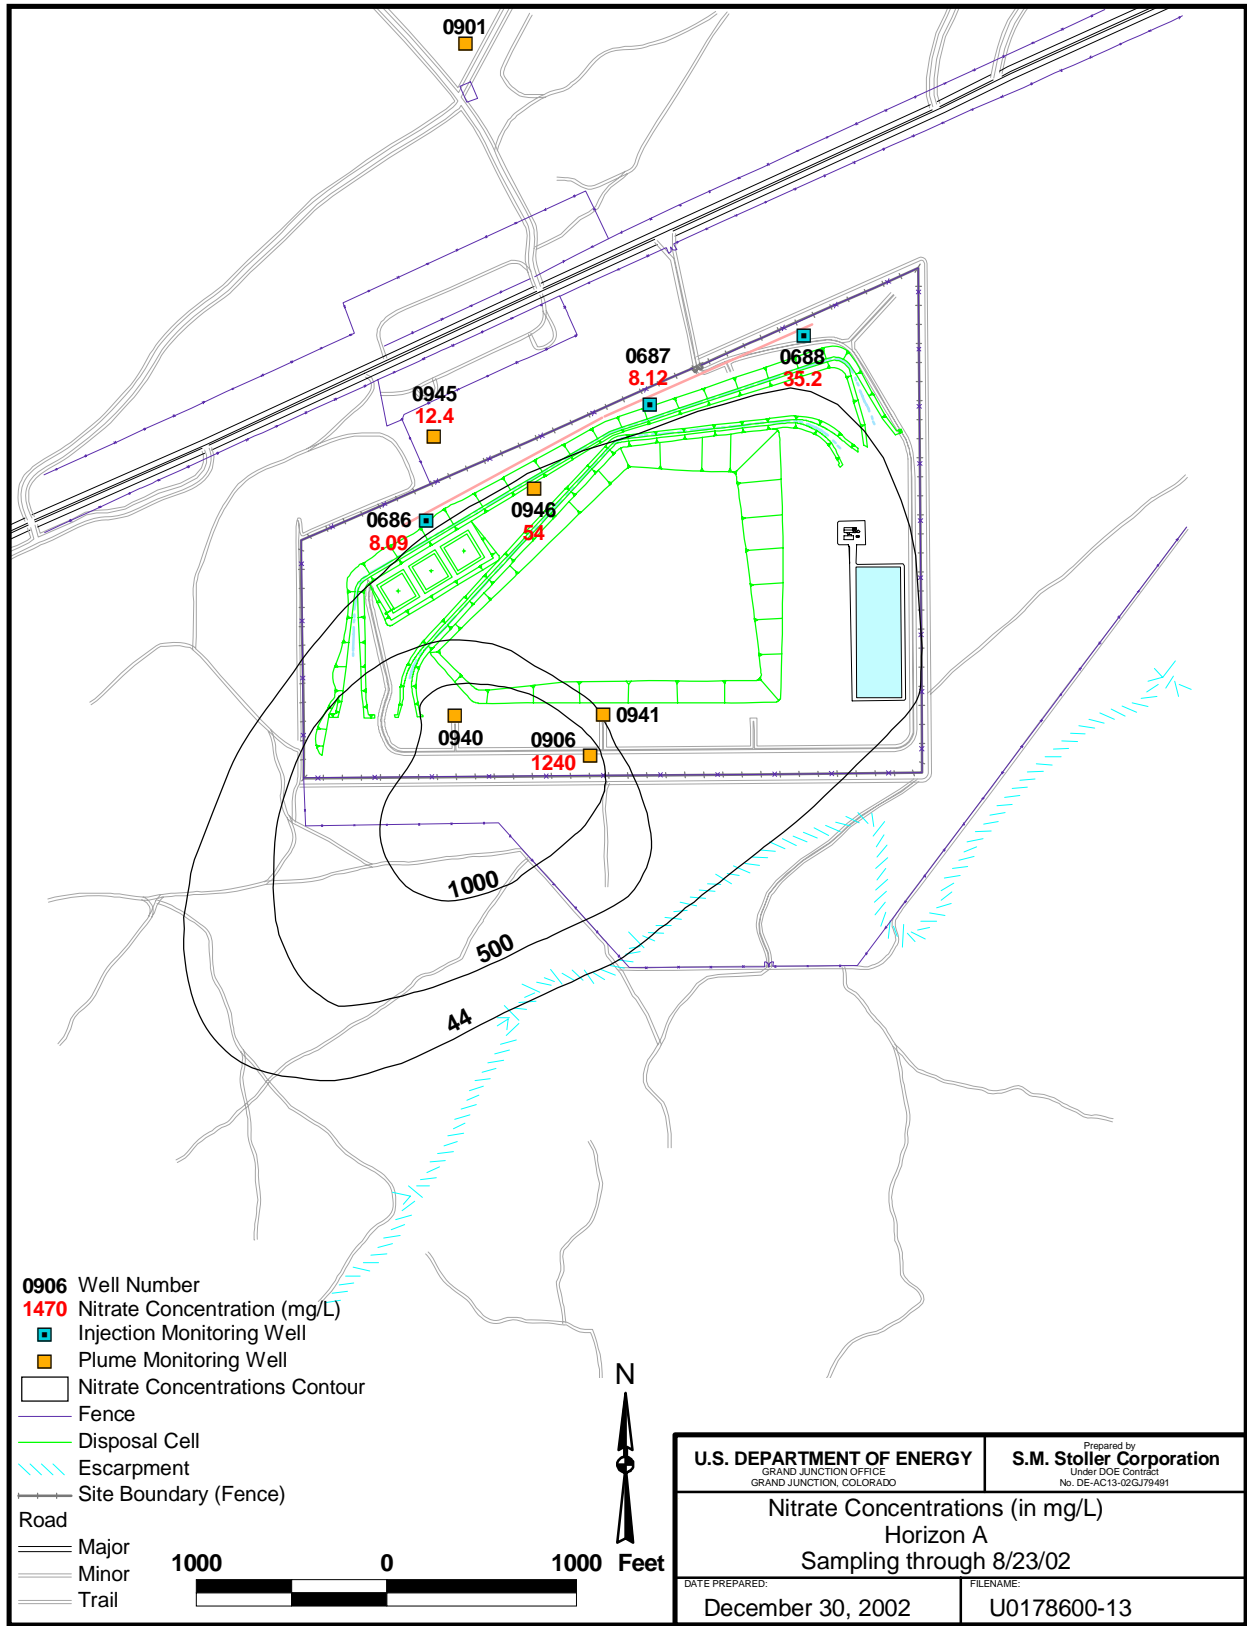 0901
0687
8.12
0688
35.2
0945
12.4
0686
8.09
0946
54
0940
0941
0906
1240
1000
500
44
0906 Well Number
1470 Nitrate Concentration (mg/L)
Injection Monitoring Well
Plume Monitoring Well
Nitrate Concentrations Contour
Fence
Disposal Cell
Escarpment
Site Boundary (Fence)
Road
Major
Minor
Trail
1000 0 1000 Feet
N
U.S. DEPARTMENT OF ENERGY
GRAND JUNCTION OFFICE
GRAND JUNCTION, COLORADO
Prepared by
S.M. Stoller Corporation
Under DOE Contract
No. DE-AC13-02GJ79491
Nitrate Concentrations (in mg/L)
Horizon A
Sampling through 8/23/02
DATE PREPARED:
December 30, 2002
FILENAME:
U0178600-13